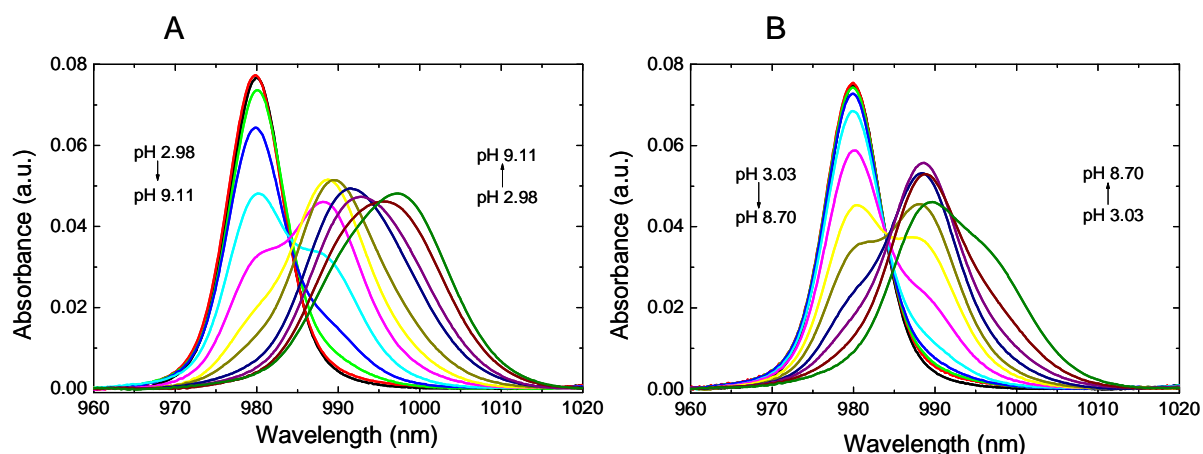 A
Absorbance (a.u.)
0.08
0.06
0.04
0.02
0.00
pH 2.98
pH 9.11
pH 9.11
pH 2.98
960 970 980 990 1000 1010 1020
Wavelength (nm)
B
Absorbance (a.u.)
0.08
0.06
0.04
0.02
0.00
pH 3.03
pH 8.70
pH 8.70
pH 3.03
960 970 980 990 1000 1010 1020
Wavelength (nm)